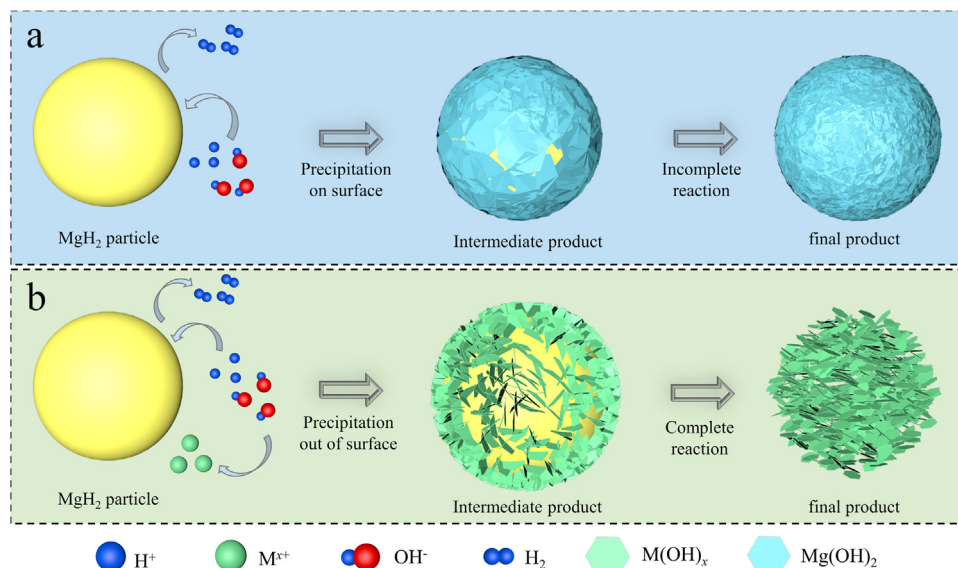 a
MgH₂ particle
Precipitation
on surface
Intermediate product
Incomplete
reaction
final product
b
MgH₂ particle
Precipitation
out of surface
Intermediate product
Complete
reaction
final product
H⁺
Mˣ⁺
OH⁻
H₂
M(OH)ₓ
Mg(OH)₂